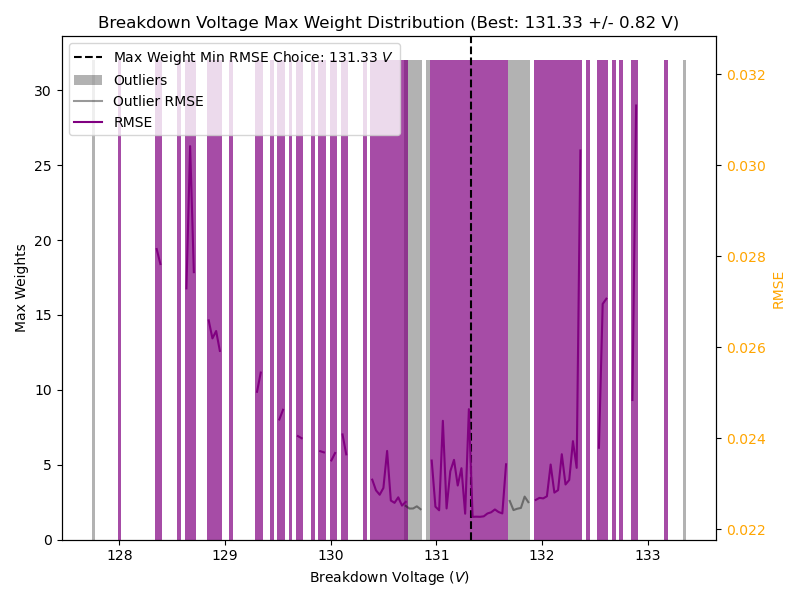 Breakdown Voltage Max Weight Distribution (Best: 131.33 +/- 0.82 V)
Max Weight Min RMSE Choice: 131.33 V
Outliers
Outlier RMSE
RMSE
30
25
20
15
10
5
0
Max Weights
0.032
0.030
0.028
0.026
0.024
0.022
RMSE
128
129
130
131
132
133
Breakdown Voltage (V)